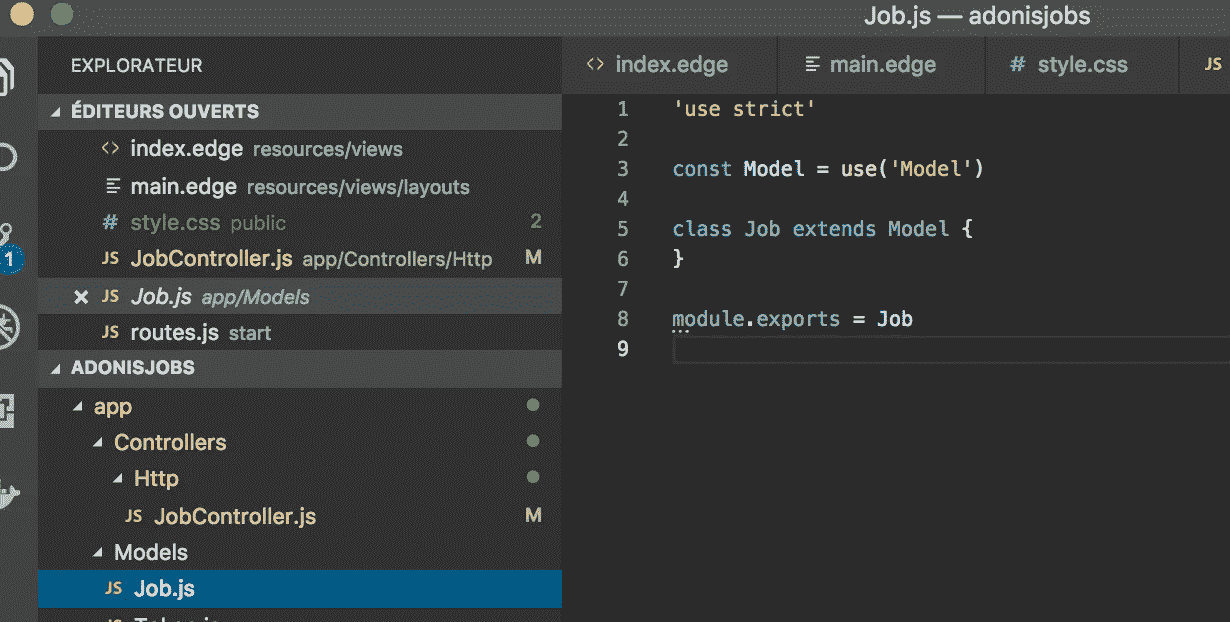 Job.js — adonisjobs
EXPLORATEUR
ÉDITEURS OUVERTS
<> index.edge resources/views
main.edge resources/views/layouts
# style.css public 2
JS JobController.js app/Controllers/Http M
× JS Job.js app/Models
JS routes.js start
1
ADONISJOBS
app
Controllers
Http
JS JobController.js M
Models
JS Job.js
<> index.edge
main.edge
# style.css
JS
1 'use strict'
2
3 const Model = use('Model')
4
5 class Job extends Model {
6 }
7
8 module.exports = Job
9